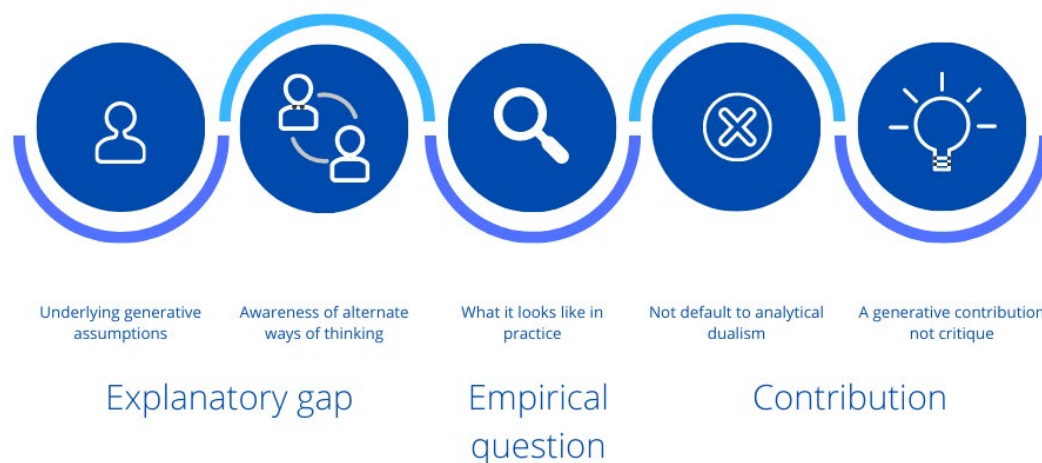 Underlying generative
assumptions
Awareness of alternate
ways of thinking
What it looks like in
practice
Not default to analytical
dualism
A generative contribution
not critique
Explanatory gap
Empirical
question
Contribution